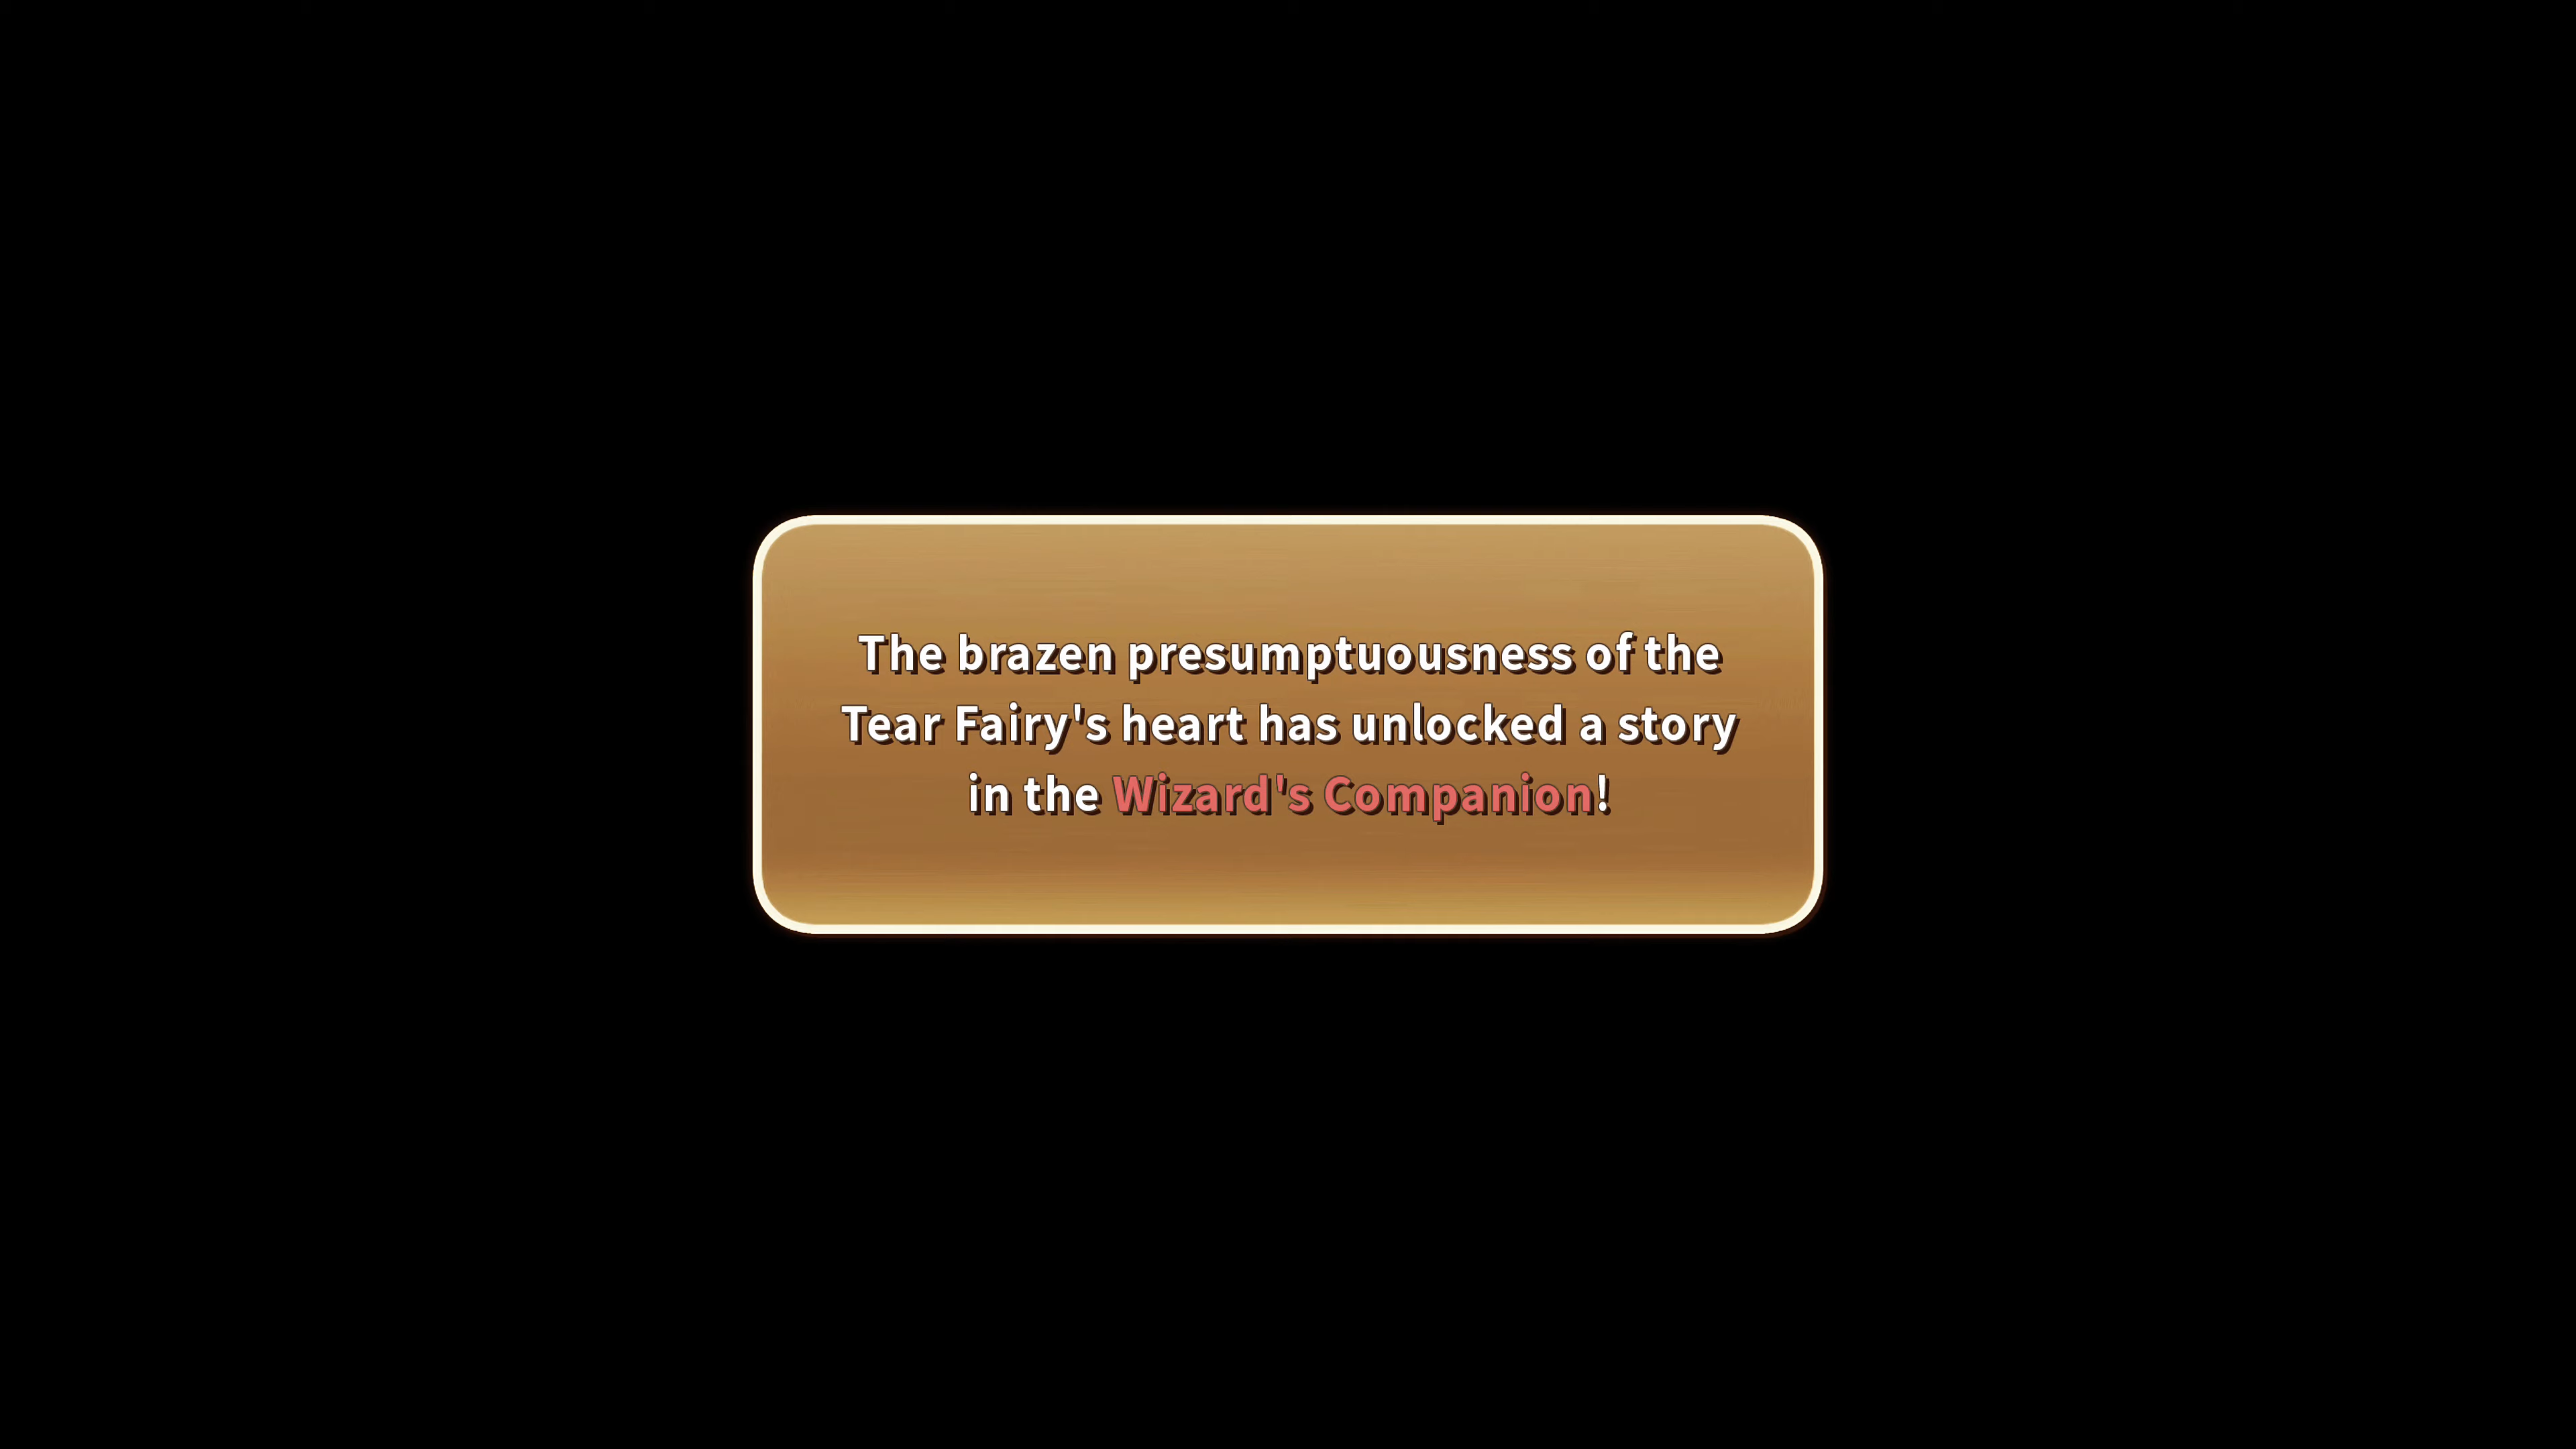 The brazen presumptuousness of the
Tear Fairy's heart has unlocked a story
in the Wizard's Companion!